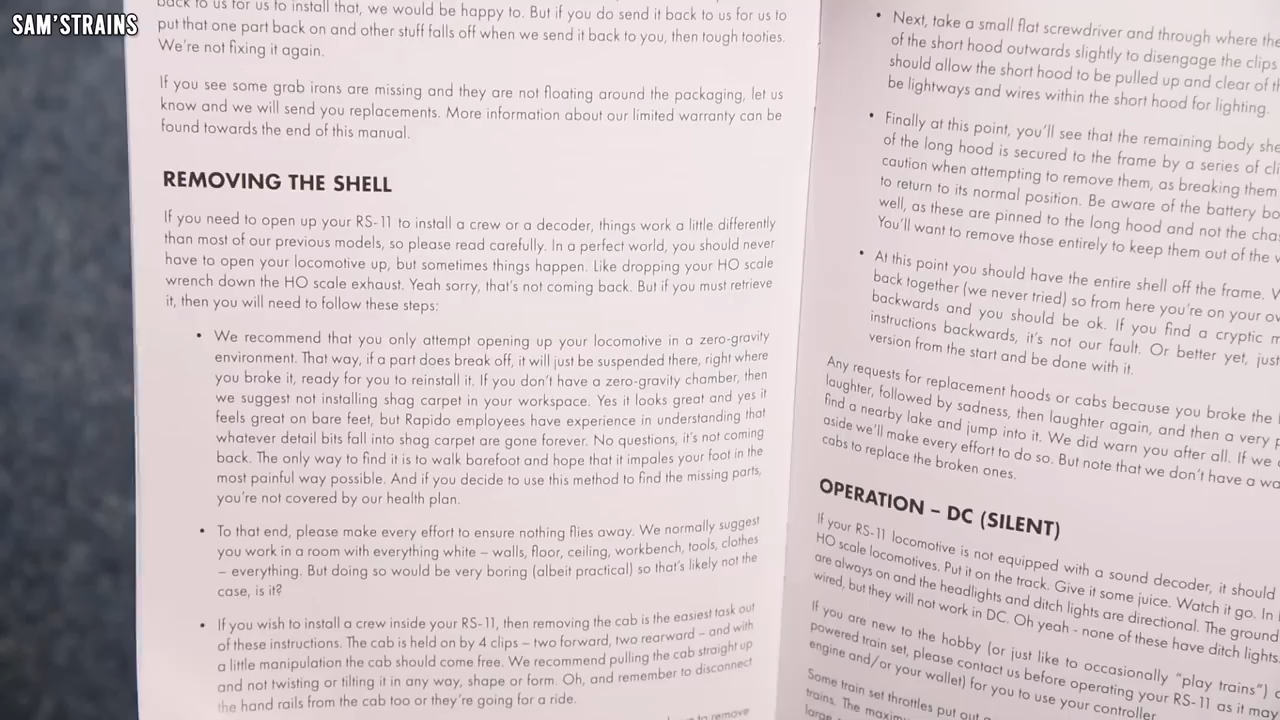 SAM'STRAINS
back to us for us to install that, we would be happy to. But if you do send it back to us for us to
put that one part back on and other stuff falls off when we send it back to you, then tough tooties.
We're not fixing it again.
If you see some grab irons are missing and they are not floating around the packaging, let us
know and we will send you replacements. More information about our limited warranty can be
found towards the end of this manual.
REMOVING THE SHELL
If you need to open up your RS-11 to install a crew or a decoder, things work a little differently
than most of our previous models, so please read carefully. In a perfect world, you should never
have to open your locomotive up, but sometimes things happen. Like dropping your HO scale
wrench down the HO scale exhaust. Yeah sorry, that's not coming back. But if you must retrieve
it, then you will need to follow these steps:
• We recommend that you only attempt opening up your locomotive in a zero-gravity
environment. That way, if a part does break off, it will just be suspended there, right where
you broke it, ready for you to reinstall it. If you don't have a zero-gravity chamber, then
we suggest not installing shag carpet in your workspace. Yes it looks great and yes it
feels great on bare feet, but Rapido employees have experience in understanding that
whatever detail bits fall into shag carpet are gone forever. No questions, it's not coming
back. The only way to find it is to walk barefoot and hope that it impales your foot in the
most painful way possible. And if you decide to use this method to find the missing parts,
you're not covered by our health plan.
• To that end, please make every effort to ensure nothing flies away. We normally suggest
you work in a room with everything white – walls, floor, ceiling, workbench, tools, clothes
– everything. But doing so would be very boring (albeit practical) so that's likely not the
case, is it?
• If you wish to install a crew inside your RS-11, then removing the cab is the easiest task out
of these instructions. The cab is held on by 4 clips – two forward, two rearward – and with
a little manipulation the cab should come free. We recommend pulling the cab straight up
and not twisting or tilting it in any way, shape or form. Oh, and remember to disconnect
the hand rails from the cab too or they're going for a ride.
to remove
• Next, take a small flat screwdriver and through where the
of the short hood outwards slightly to disengage the clips
should allow the short hood to be pulled up and clear of
be lightways and wires within the short hood for lighting.
• Finally at this point, you'll see that the remaining body
of the long hood is secured to the frame by a series of
caution when attempting to remove them, as breaking them
to return to its normal position. Be aware of the battery
well, as these are pinned to the long hood and not the
You'll want to remove those entirely to keep them out of the
• At this point you should have the entire shell off the frame.
back together (we never tried) so from here you're on your
backwards and you should be ok. If you find a cryptic
instructions backwards, it's not our fault. Or better yet, just
version from the start and be done with it.
Any requests for replacement hoods or cabs because you broke the
laughter, followed by sadness, then laughter again, and then a very
find a nearby lake and jump into it. We did warn you after all. If we
aside we'll make every effort to do so. But note that we don't have a
cabs to replace the broken ones.
OPERATION – DC (SILENT)
If your RS-11 locomotive is not equipped with a sound decoder, it should
HO scale locomotives. Put it on the track. Give it some juice. Watch it go. In
are always on and the headlights and ditch lights are directional. The ground
wired, but they will not work in DC. Oh yeah - none of these have ditch lights.
If you are new to the hobby (or just like to occasionally "play trains")
powered train set, please contact us before operating your RS-11 as it may
engine and/or your wallet) for you to use your controller.
Some train set throttles put out
trains. The
large